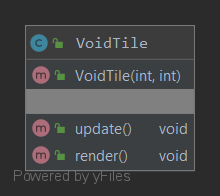 C VoidTile
m VoidTile(int, int)
m update() void
m render() void
Powered by yFiles